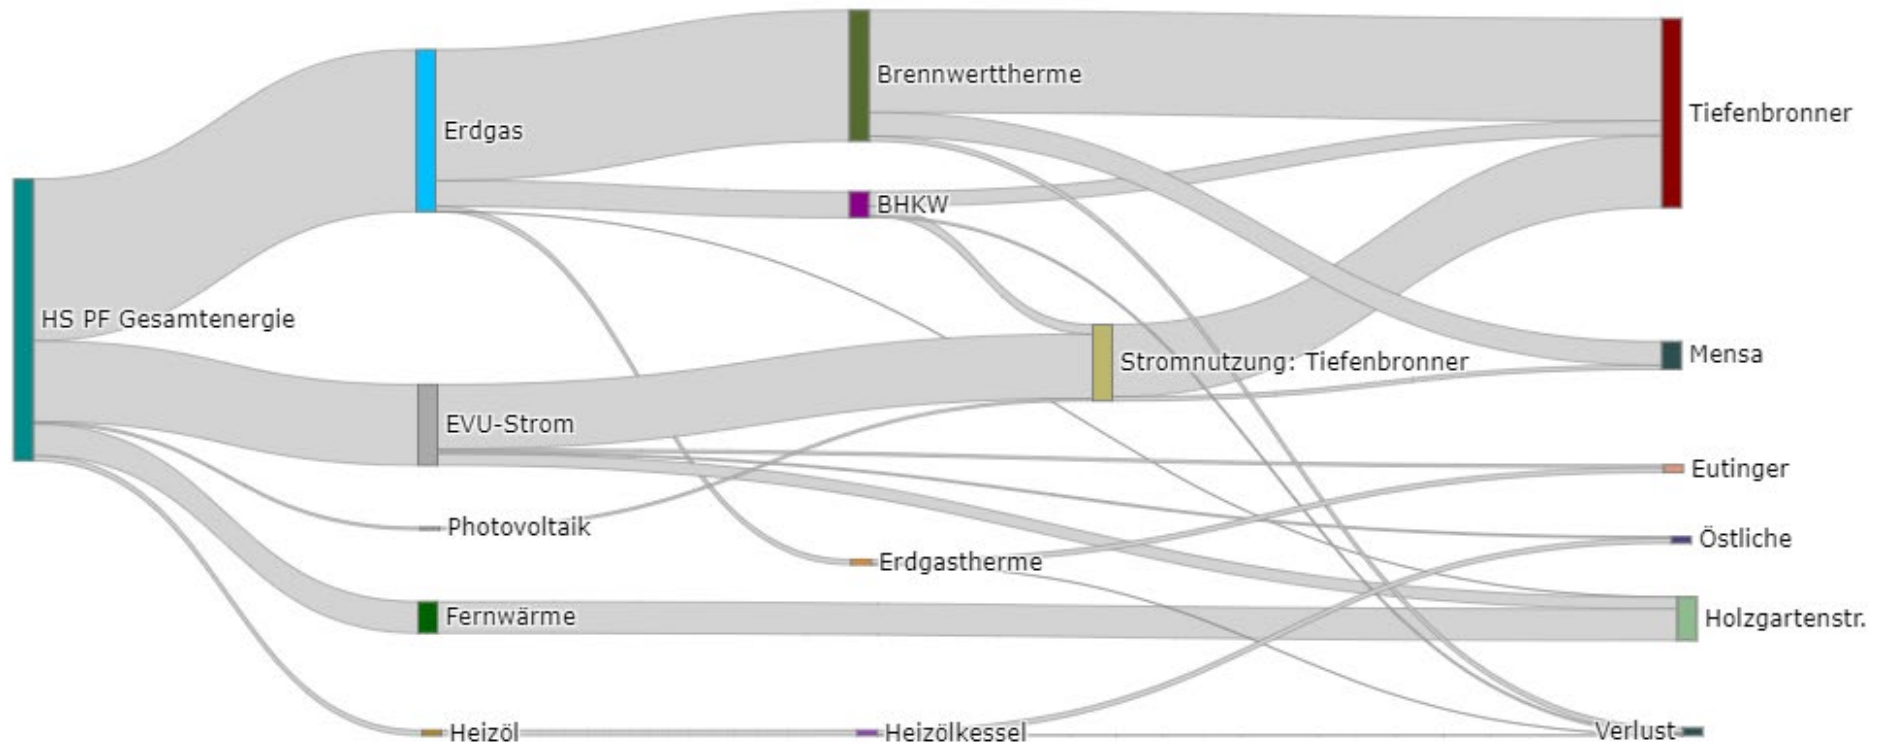 Brennwerttherme
Tiefenbronner
Erdgas
BHKW
HS PF Gesamtenergie
Stromnutzung: Tiefenbronner
Mensa
EVU-Strom
Eutinger
Photovoltaik
Östliche
Erdgastherme
Fernwärme
Holzgartenstr.
Heizöl
Heizölkessel
Verlust